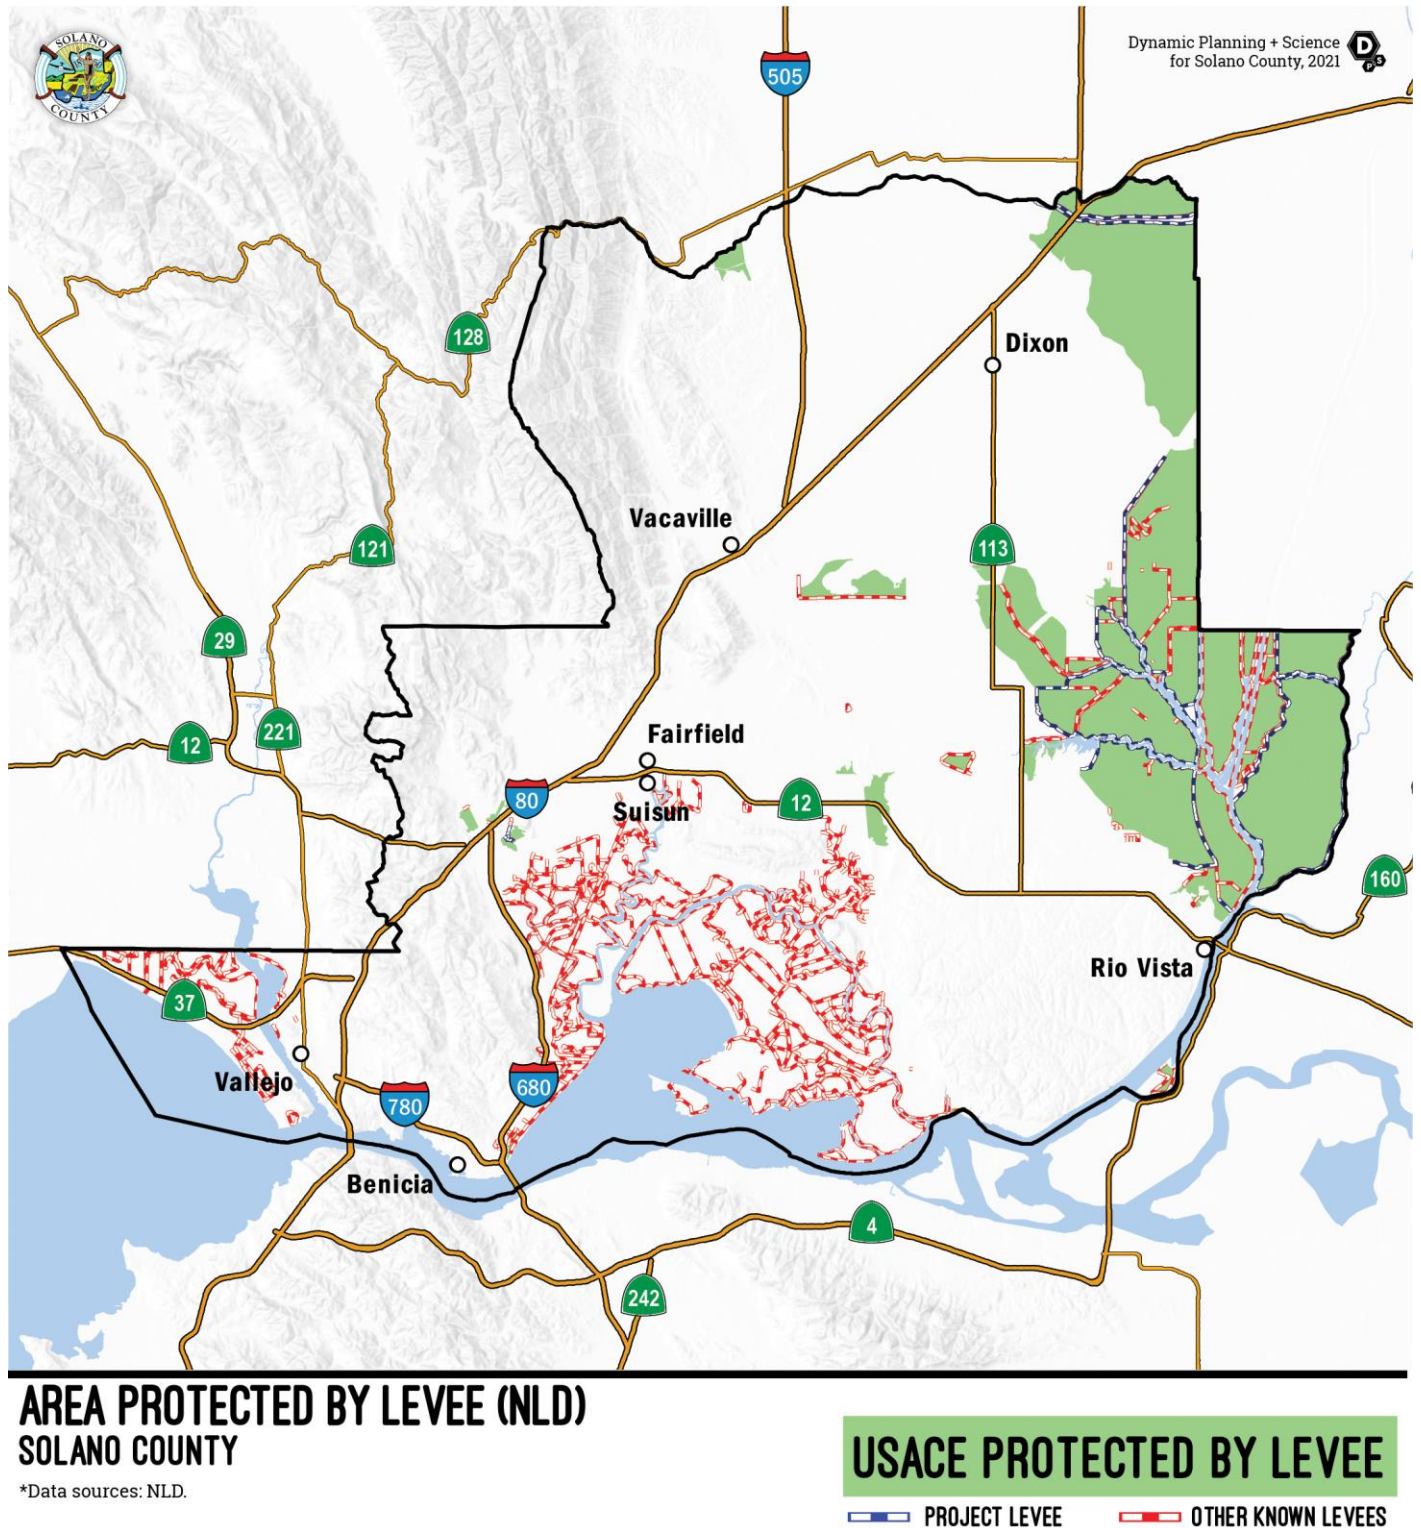 SOLANO
COUNTY
Dynamic Planning + Science
for Solano County, 2021
D
P
S
505
128
Dixon
Vacaville
121
113
29
12
221
Fairfield
80
Suisun
12
160
Rio Vista
37
Vallejo
780
680
Benicia
4
242
AREA PROTECTED BY LEVEE (NLD)
SOLANO COUNTY
*Data sources: NLD.
USACE PROTECTED BY LEVEE
PROJECT LEVEE
OTHER KNOWN LEVEES